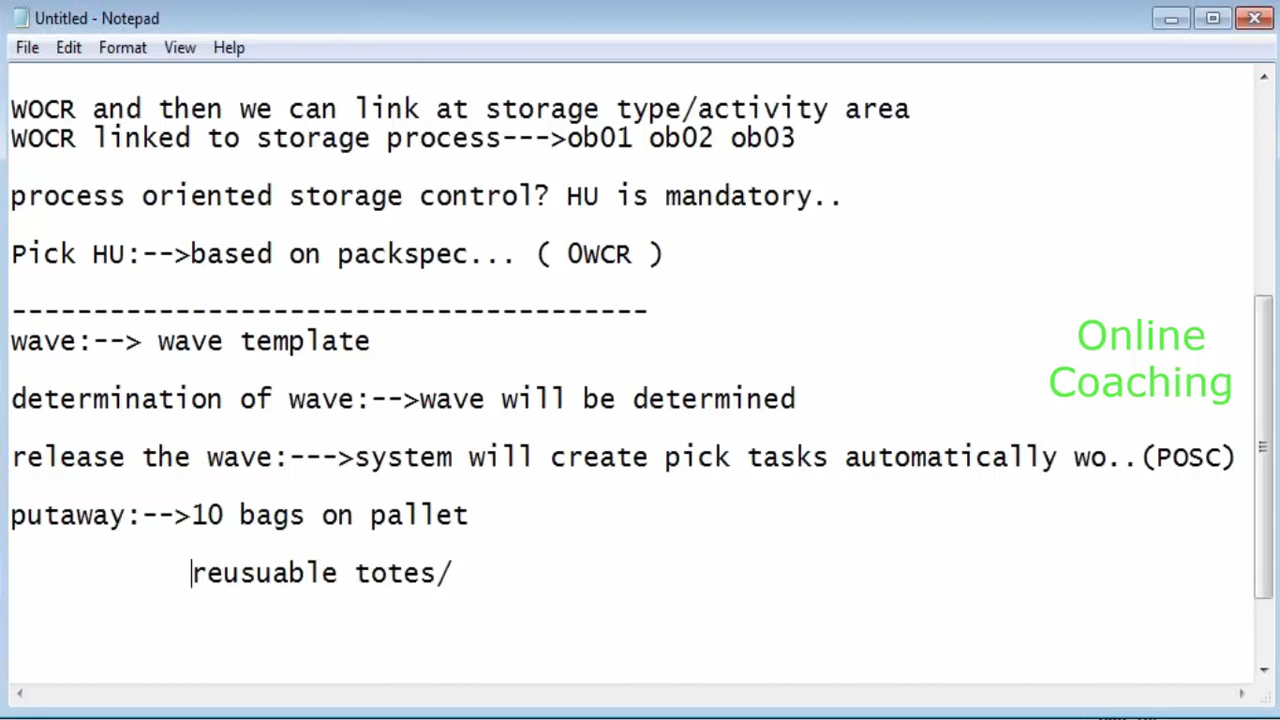 Untitled - Notepad
File Edit Format View Help
WOCR and then we can link at storage type/activity area
WOCR linked to storage process--->ob01 ob02 ob03
process oriented storage control? HU is mandatory..
Pick HU:-->based on packspec... ( OWCR )
---------------------------------------
wave:--> wave template
Online
Coaching
determination of wave:-->wave will be determined
release the wave:--->system will create pick tasks automatically wo..(POSC)
putaway:-->10 bags on pallet
reusuable totes/